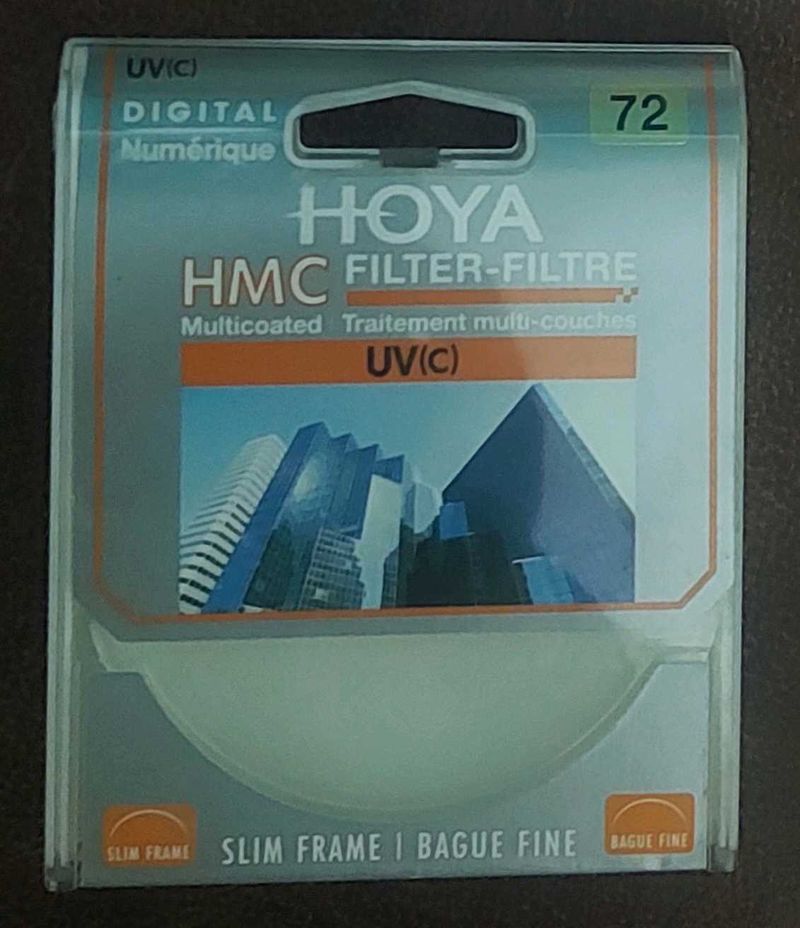 UV(C)
DIGITAL
Numérique
72
HOYA
HMC FILTER-FILTRE
Multicoated Traitement multi-couches
UV(C)
SLIM FRAME
SLIM FRAME | BAGUE FINE
BAGUE FINE